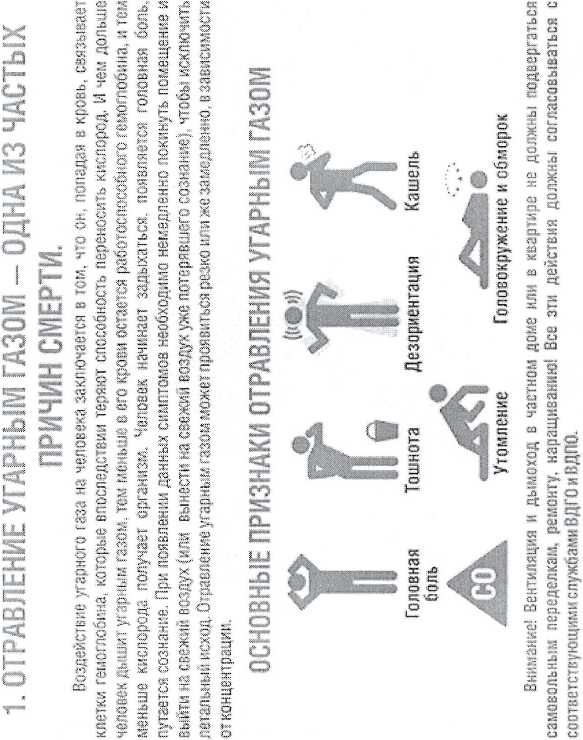 1. ОТРАВЛЕНИЕ УГАРНЫМ ГАЗОМ – ОДНА ИЗ ЧАСТЫХ
ПРИЧИН СМЕРТИ.
Воздействие угарного газа на человека заключается в том, что он, попадая в кровь, связывает
клетки гемоглобина, которые впоследствии теряют способность переносить кислород. И чем дольше
человек дышит угарным газом, тем меньше в его крови остается работоспособного гемоглобина, и тем
меньше кислорода получает организм. Человек начинает задыхаться, появляется головная боль,
путается сознание. При появлении данных симптомов необходимо немедленно покинуть помещение и
выйти на свежий воздух (или вынести на свежий воздух уже потерявшего сознание), чтобы исключить
летальный исход. Отравление угарным газом может проявиться резко или же замедленно, в зависимости
от концентрации.
ОСНОВНЫЕ ПРИЗНАКИ ОТРАВЛЕНИЯ УГАРНЫМ ГАЗОМ
Головная
боль
Тошнота
Дезориентация
Кашель
CO
Утомление
Головокружение и обморок
Внимание! Вентиляция и дымоход в частном доме или в квартире не должны подвергаться
самовольным переделкам, ремонту, наращиванию! Все эти действия должны согласовываться с
соответствующими службами ВДГО и ВДПО.